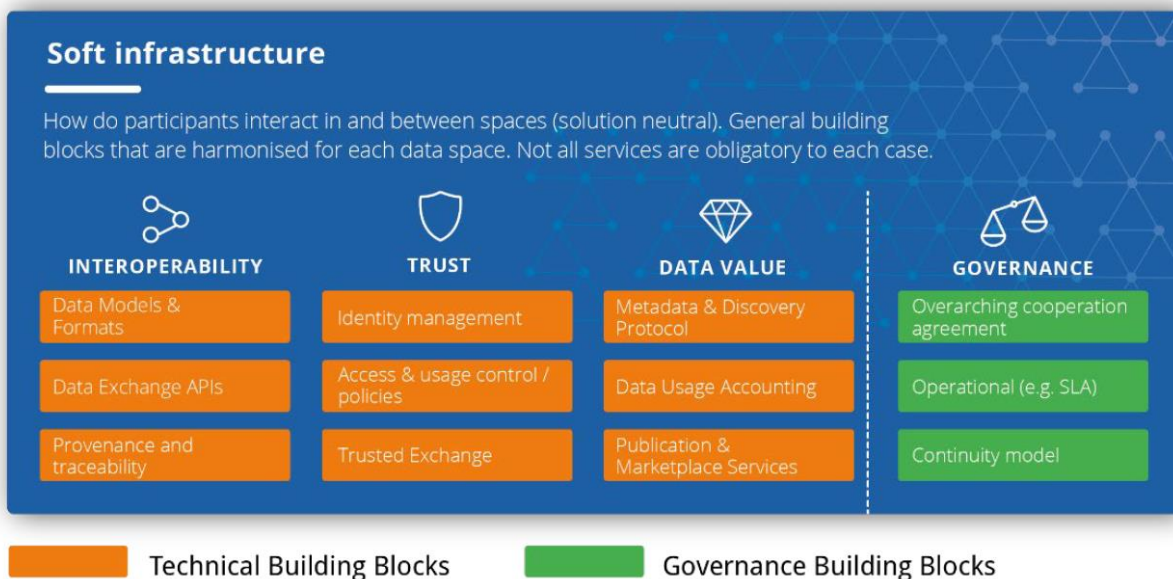 Soft infrastructure
How do participants interact in and between spaces (solution neutral). General building
blocks that are harmonised for each data space. Not all services are obligatory to each case.
INTEROPERABILITY
Data Models &
Formats
Data Exchange APIs
Provenance and
traceability
TRUST
Identity management
Access & usage control /
policies
Trusted Exchange
DATA VALUE
Metadata & Discovery
Protocol
Data Usage Accounting
Publication &
Marketplace Services
GOVERNANCE
Overarching cooperation
agreement
Operational (e.g. SLA)
Continuity model
Technical Building Blocks
Governance Building Blocks